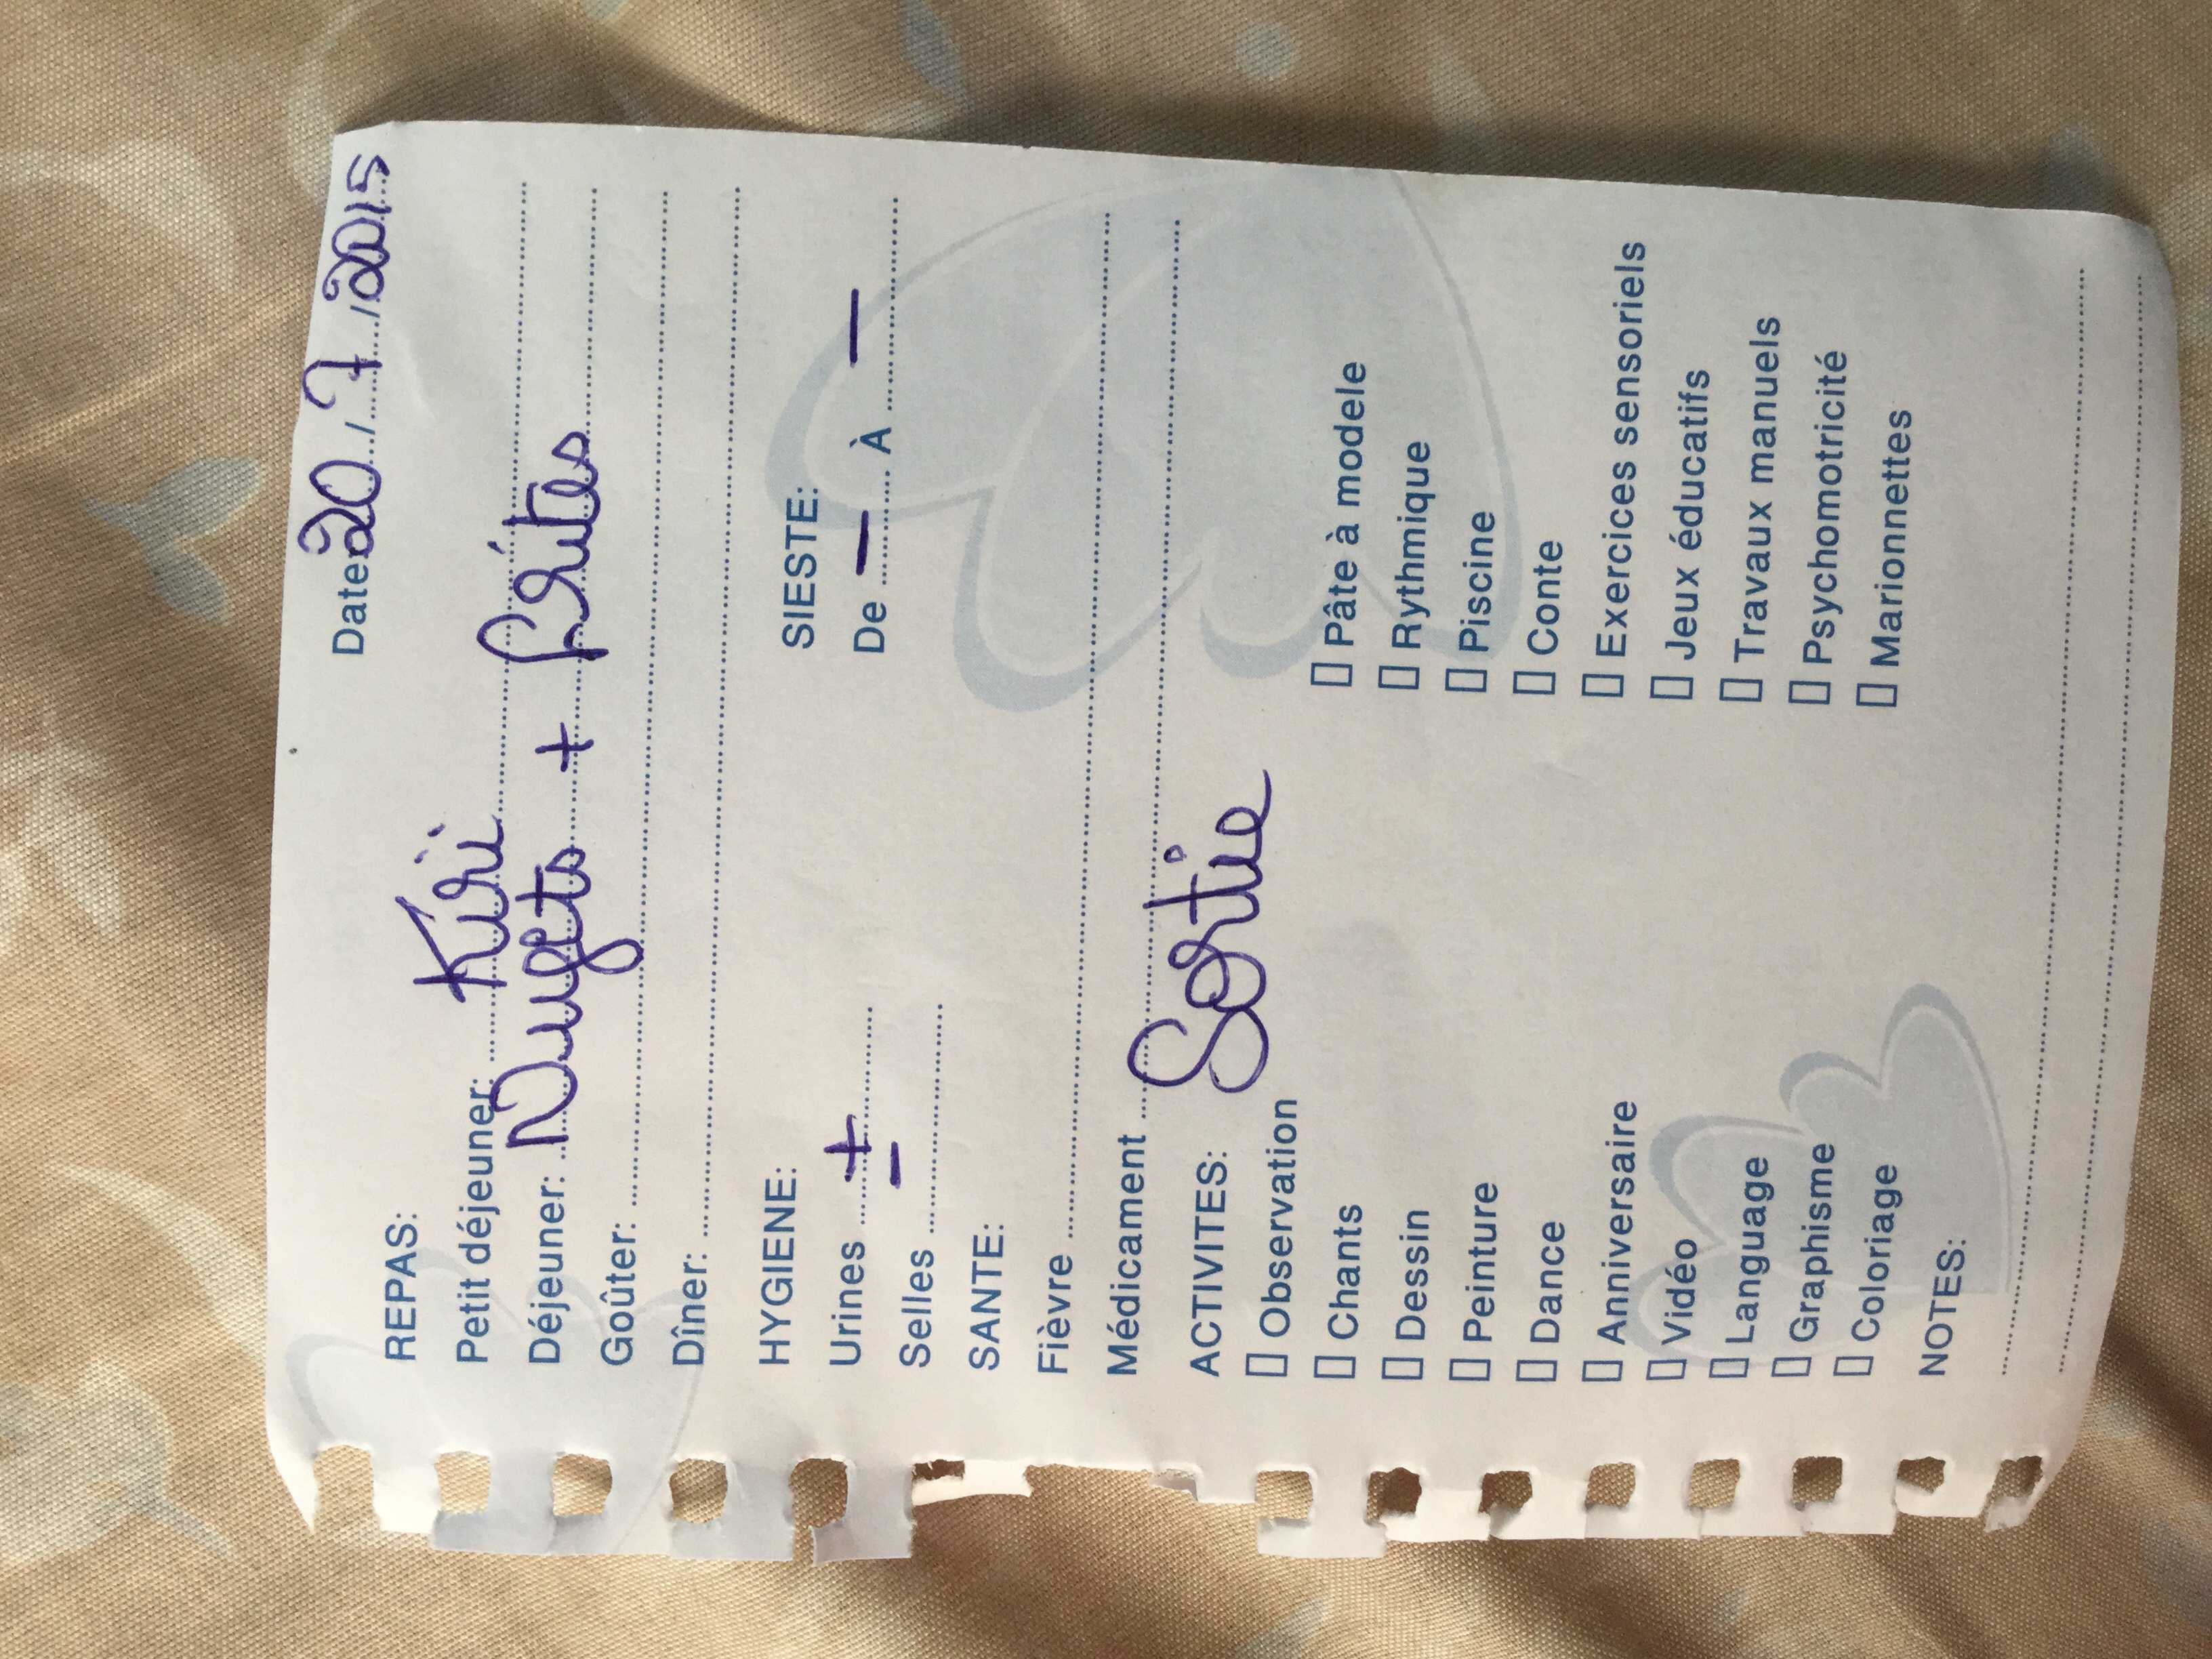 Date: 20 / 7 / 2015
REPAS:
Petit déjeuner: Kiri
Déjeuner: Nugets + frites
Goûter:
Dîner:
HYGIENE:
SIESTE:
Urines +
De — À —
Selles –
SANTE:
Fièvre
Médicament
ACTIVITES: Sortie
Observation
Chants
Pâte à modele
Dessin
Rythmique
Peinture
Piscine
Dance
Conte
Anniversaire
Exercices sensoriels
Vidéo
Jeux éducatifs
Language
Travaux manuels
Graphisme
Psychomotricité
Coloriage
Marionnettes
NOTES: